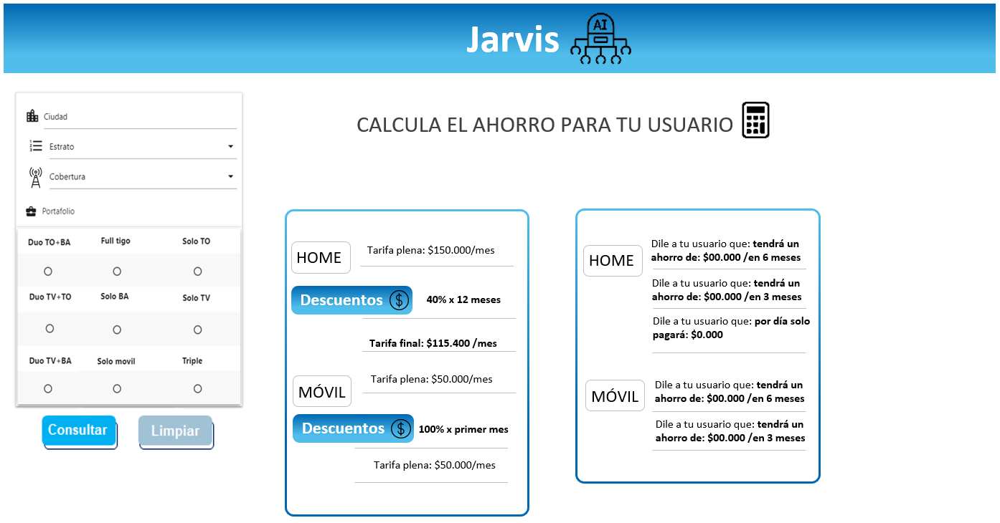 Jarvis
AI
Ciudad
Estrato
Cobertura
Portafolio
Duo TO+BA
Full tigo
Solo TO
Duo TV+TO
Solo BA
Solo TV
Duo TV+BA
Solo movil
Triple
Consultar
Limpiar
CALCULA EL AHORRO PARA TU USUARIO
HOME
Tarifa plena: $150.000/mes
Descuentos $
40% x 12 meses
Tarifa final: $115.400 /mes
MÓVIL
Tarifa plena: $50.000/mes
Descuentos $
100% x primer mes
Tarifa plena: $50.000/mes
HOME
Dile a tu usuario que: tendrá un
ahorro de: $00.000 /en 6 meses
Dile a tu usuario que: tendrá un
ahorro de: $00.000 /en 3 meses
Dile a tu usuario que: por día solo
pagará: $0.000
MÓVIL
Dile a tu usuario que: tendrá un
ahorro de: $00.000 /en 6 meses
Dile a tu usuario que: tendrá un
ahorro de: $00.000 /en 3 meses